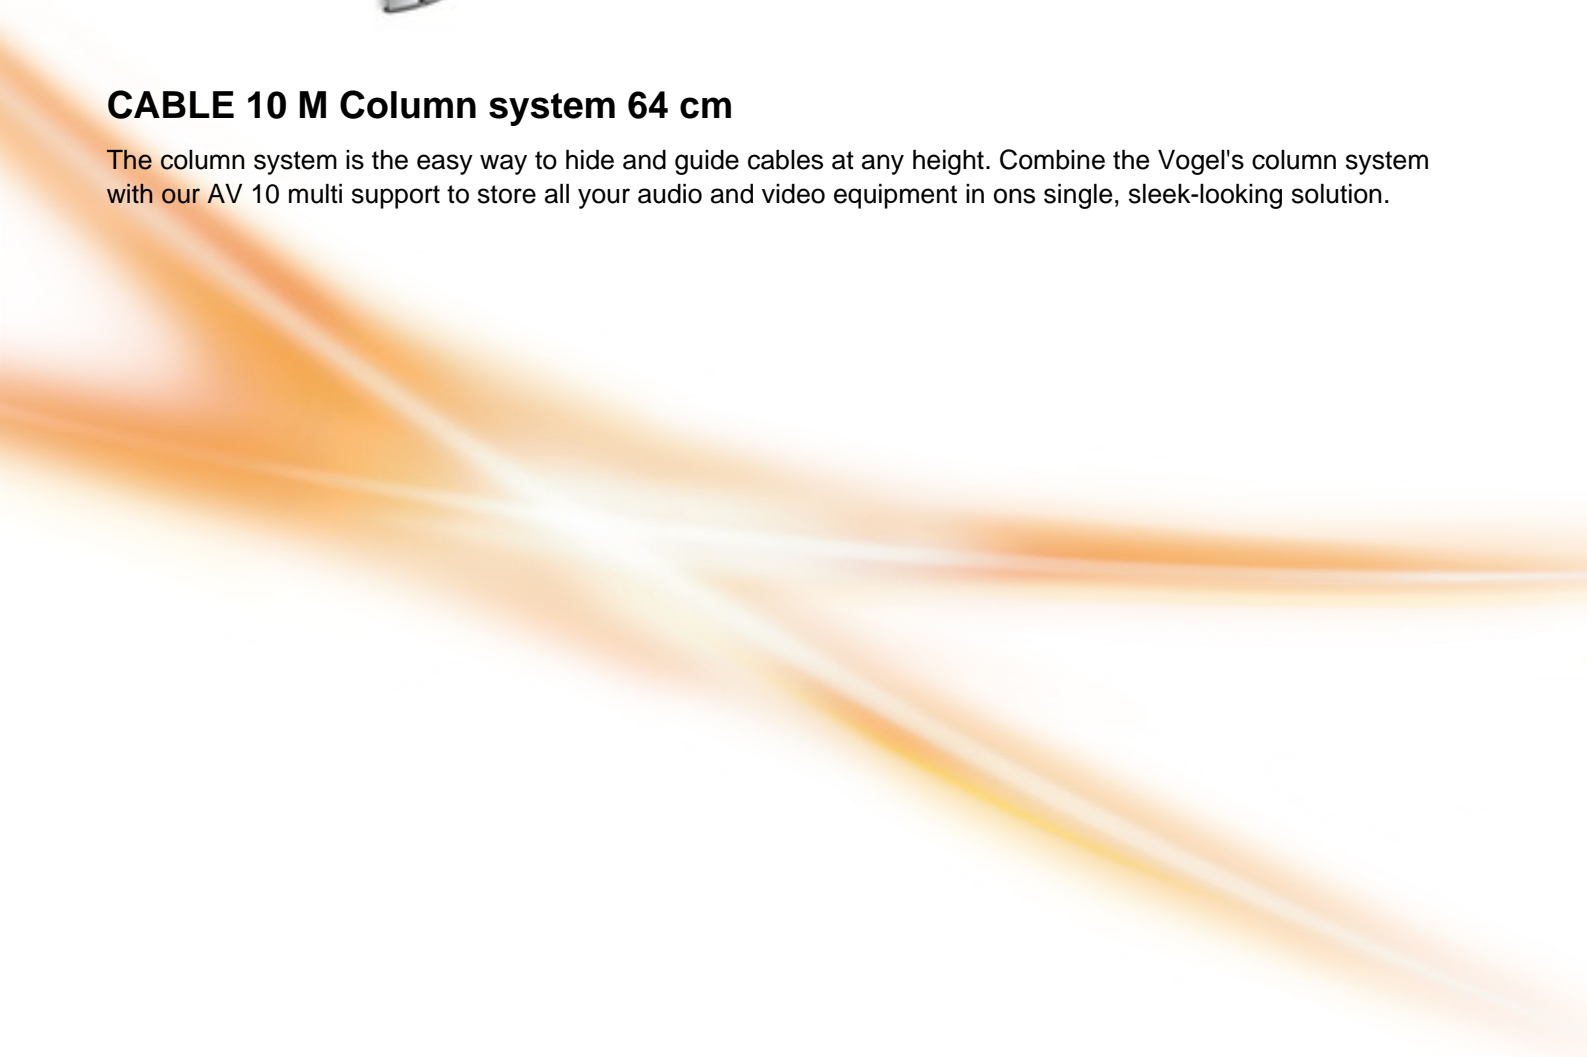 CABLE 10 M Column system 64 cm
The column system is the easy way to hide and guide cables at any height. Combine the Vogel's column system
with our AV 10 multi support to store all your audio and video equipment in ons single, sleek-looking solution.